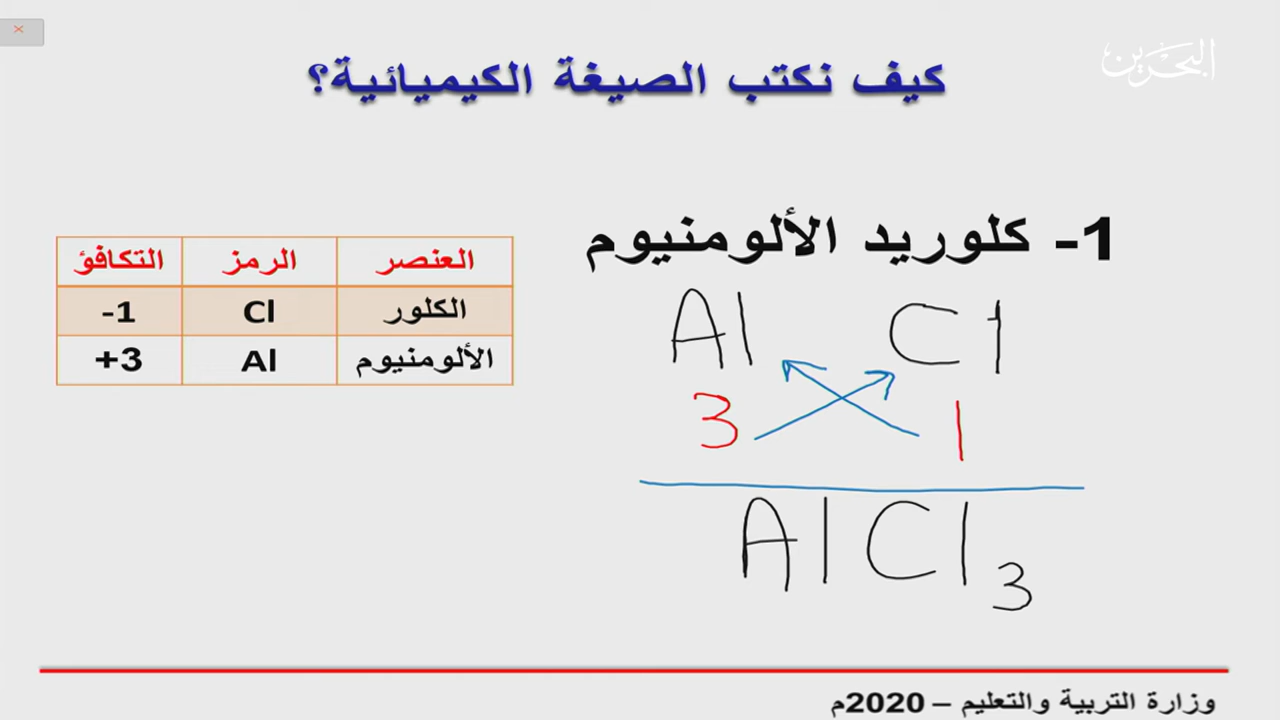 البحرين
كيف نكتب الصيغة الكيميائية؟
1- كلوريد الألومنيوم
Al Cl
3 1
AlCl3
العنصر الرمز التكافؤ
الكلور Cl -1
الألومنيوم Al +3
وزارة التربية والتعليم – 2020م